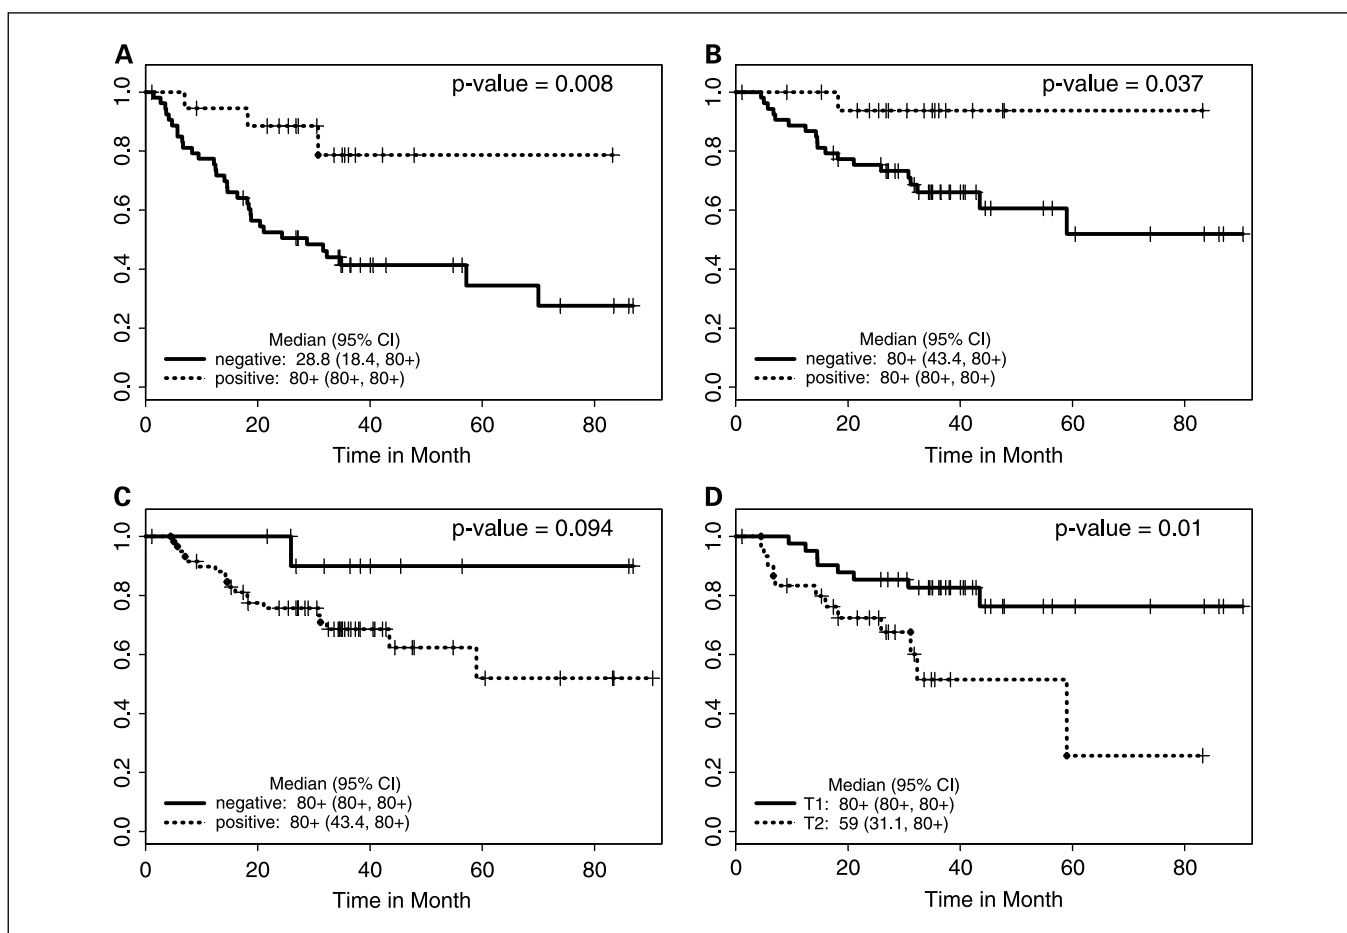 A
p-value = 0.008
1.0
0.8
0.6
0.4
0.2
0.0
Median (95% CI)
negative: 28.8 (18.4, 80+)
positive: 80+ (80+, 80+)
0 20 40 60 80
Time in Month
B
p-value = 0.037
1.0
0.8
0.6
0.4
0.2
0.0
Median (95% CI)
negative: 80+ (43.4, 80+)
positive: 80+ (80+, 80+)
0 20 40 60 80
Time in Month
C
p-value = 0.094
1.0
0.8
0.6
0.4
0.2
0.0
Median (95% CI)
negative: 80+ (80+, 80+)
positive: 80+ (43.4, 80+)
0 20 40 60 80
Time in Month
D
p-value = 0.01
1.0
0.8
0.6
0.4
0.2
0.0
Median (95% CI)
T1: 80+ (80+, 80+)
T2: 59 (31.1, 80+)
0 20 40 60 80
Time in Month